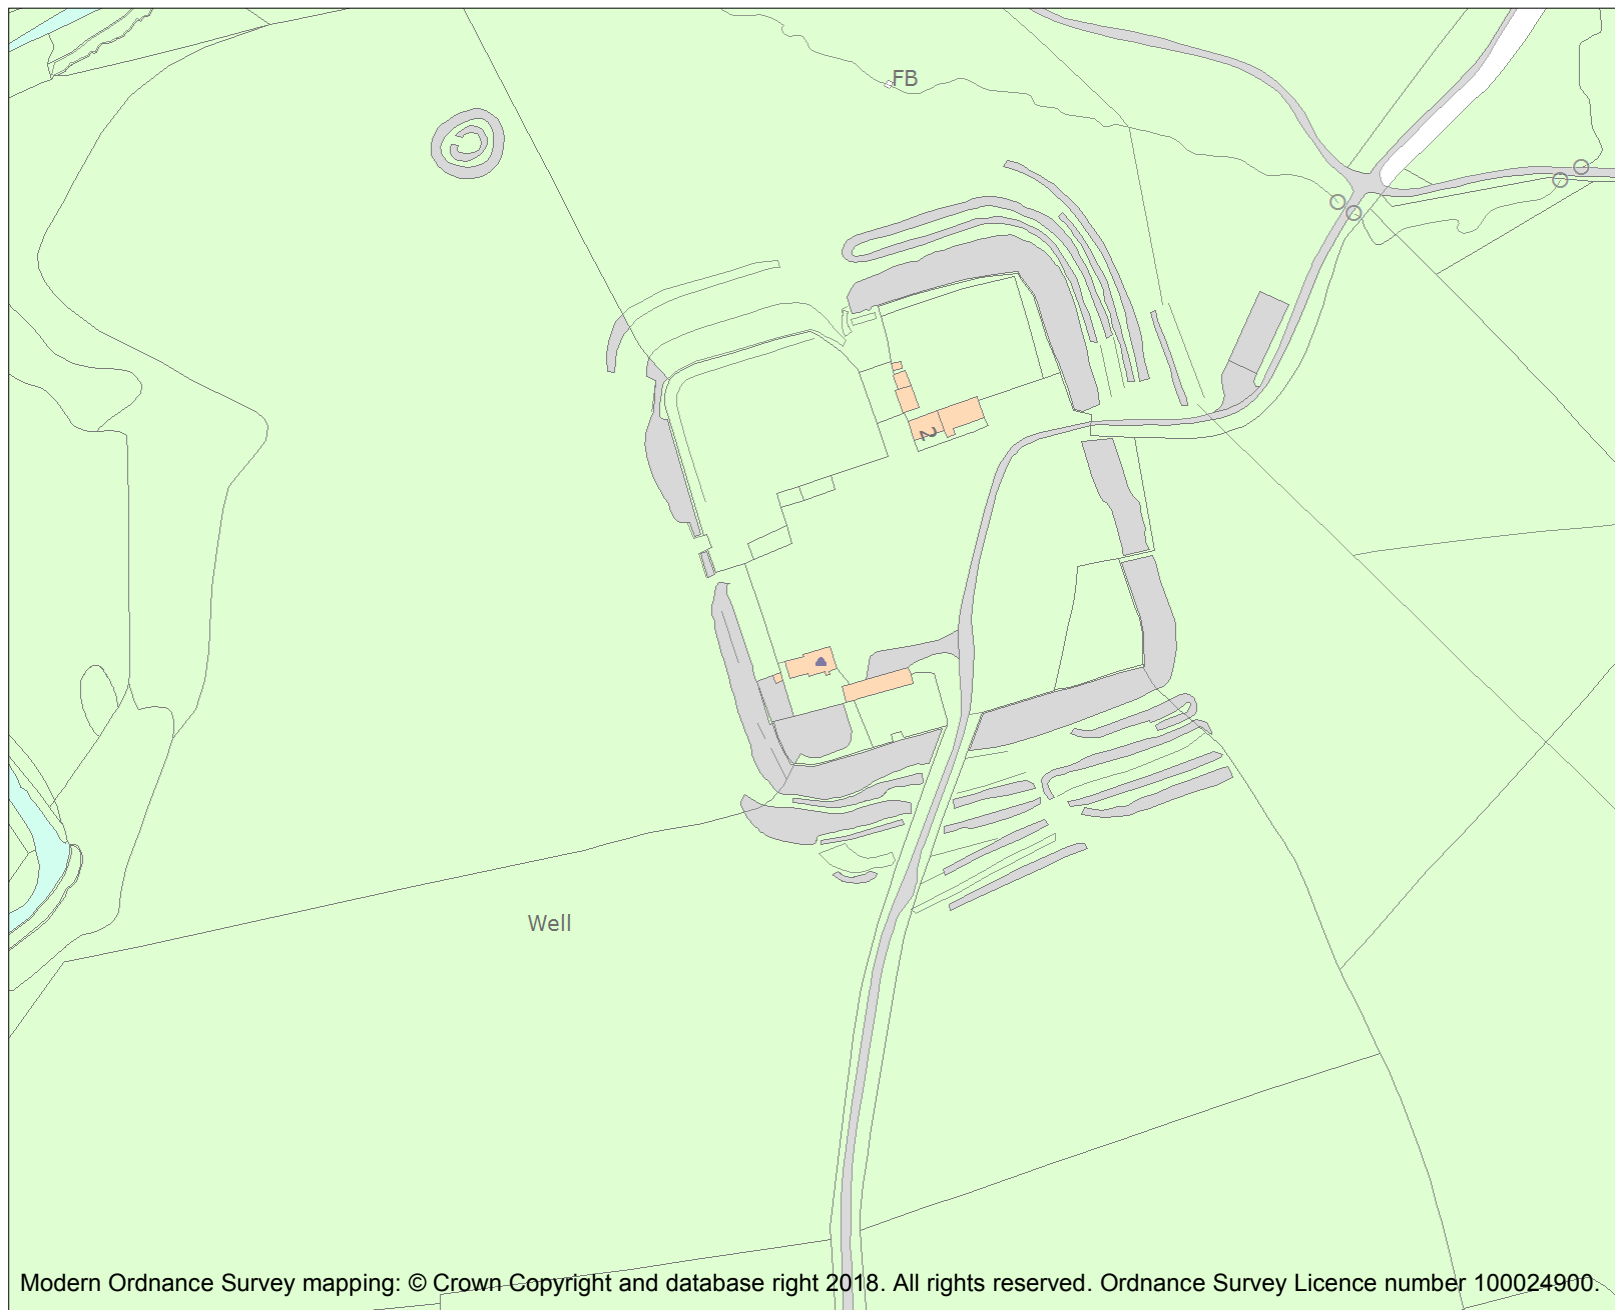 FB
2
Well
Modern Ordnance Survey mapping: © Crown Copyright and database right 2018. All rights reserved. Ordnance Survey Licence number 100024900.